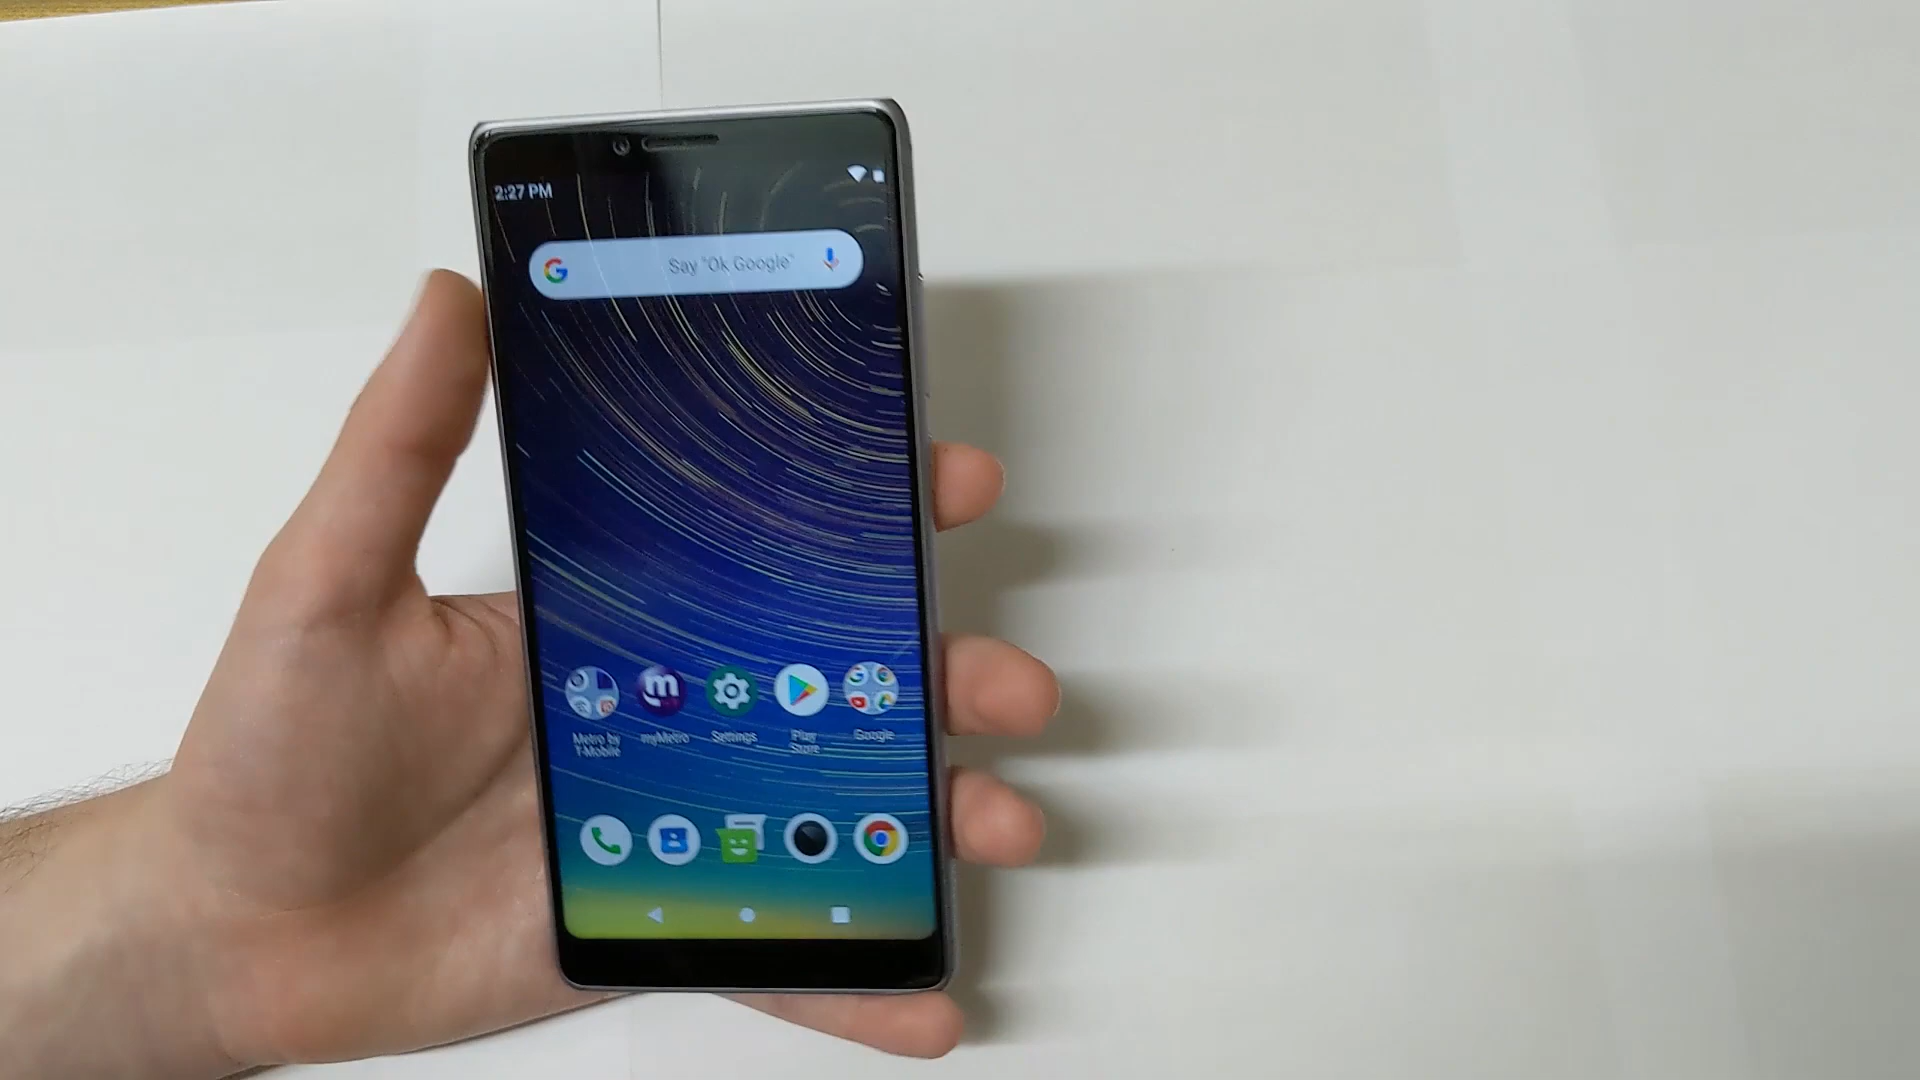 2:27 PM
G
Say "Ok Google"
m
Metro by
T-Mobile
myMetro
Settings
Play
Store
Google